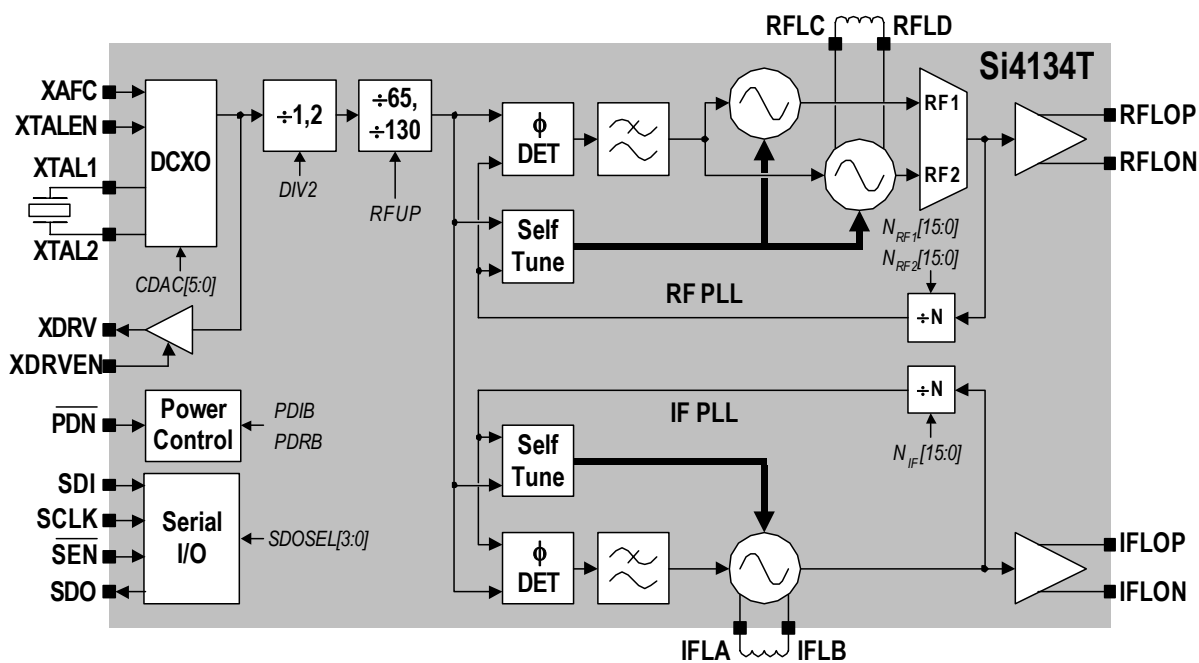 RFLC RFLD
Si4134T
XAFC
XTALEN
XTAL1
XTAL2
DCXO
CDAC[5:0]
÷1,2
DIV2
÷65,
÷130
RFUP
ϕ
DET
Self
Tune
RF1
RF2
RFLOP
RFLON
N_RF1[15:0]
N_RF2[15:0]
RF PLL
÷N
XDRV
XDRVEN
PDN
Power
Control
PDIB
PDRB
SDI
SCLK
SEN
SDO
Serial
I/O
SDOSEL[3:0]
IF PLL
÷N
N_IF[15:0]
Self
Tune
ϕ
DET
IFLOP
IFLON
IFLA IFLB